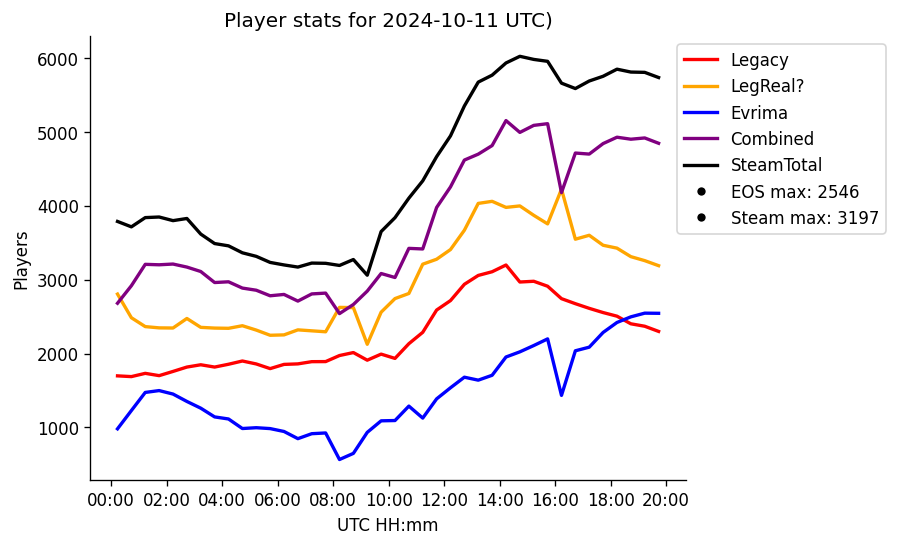 Player stats for 2024-10-11 UTC)
6000
5000
4000
3000
2000
1000
Players
00:00 02:00 04:00 06:00 08:00 10:00 12:00 14:00 16:00 18:00 20:00
UTC HH:mm
Legacy
LegReal?
Evrima
Combined
SteamTotal
EOS max: 2546
Steam max: 3197